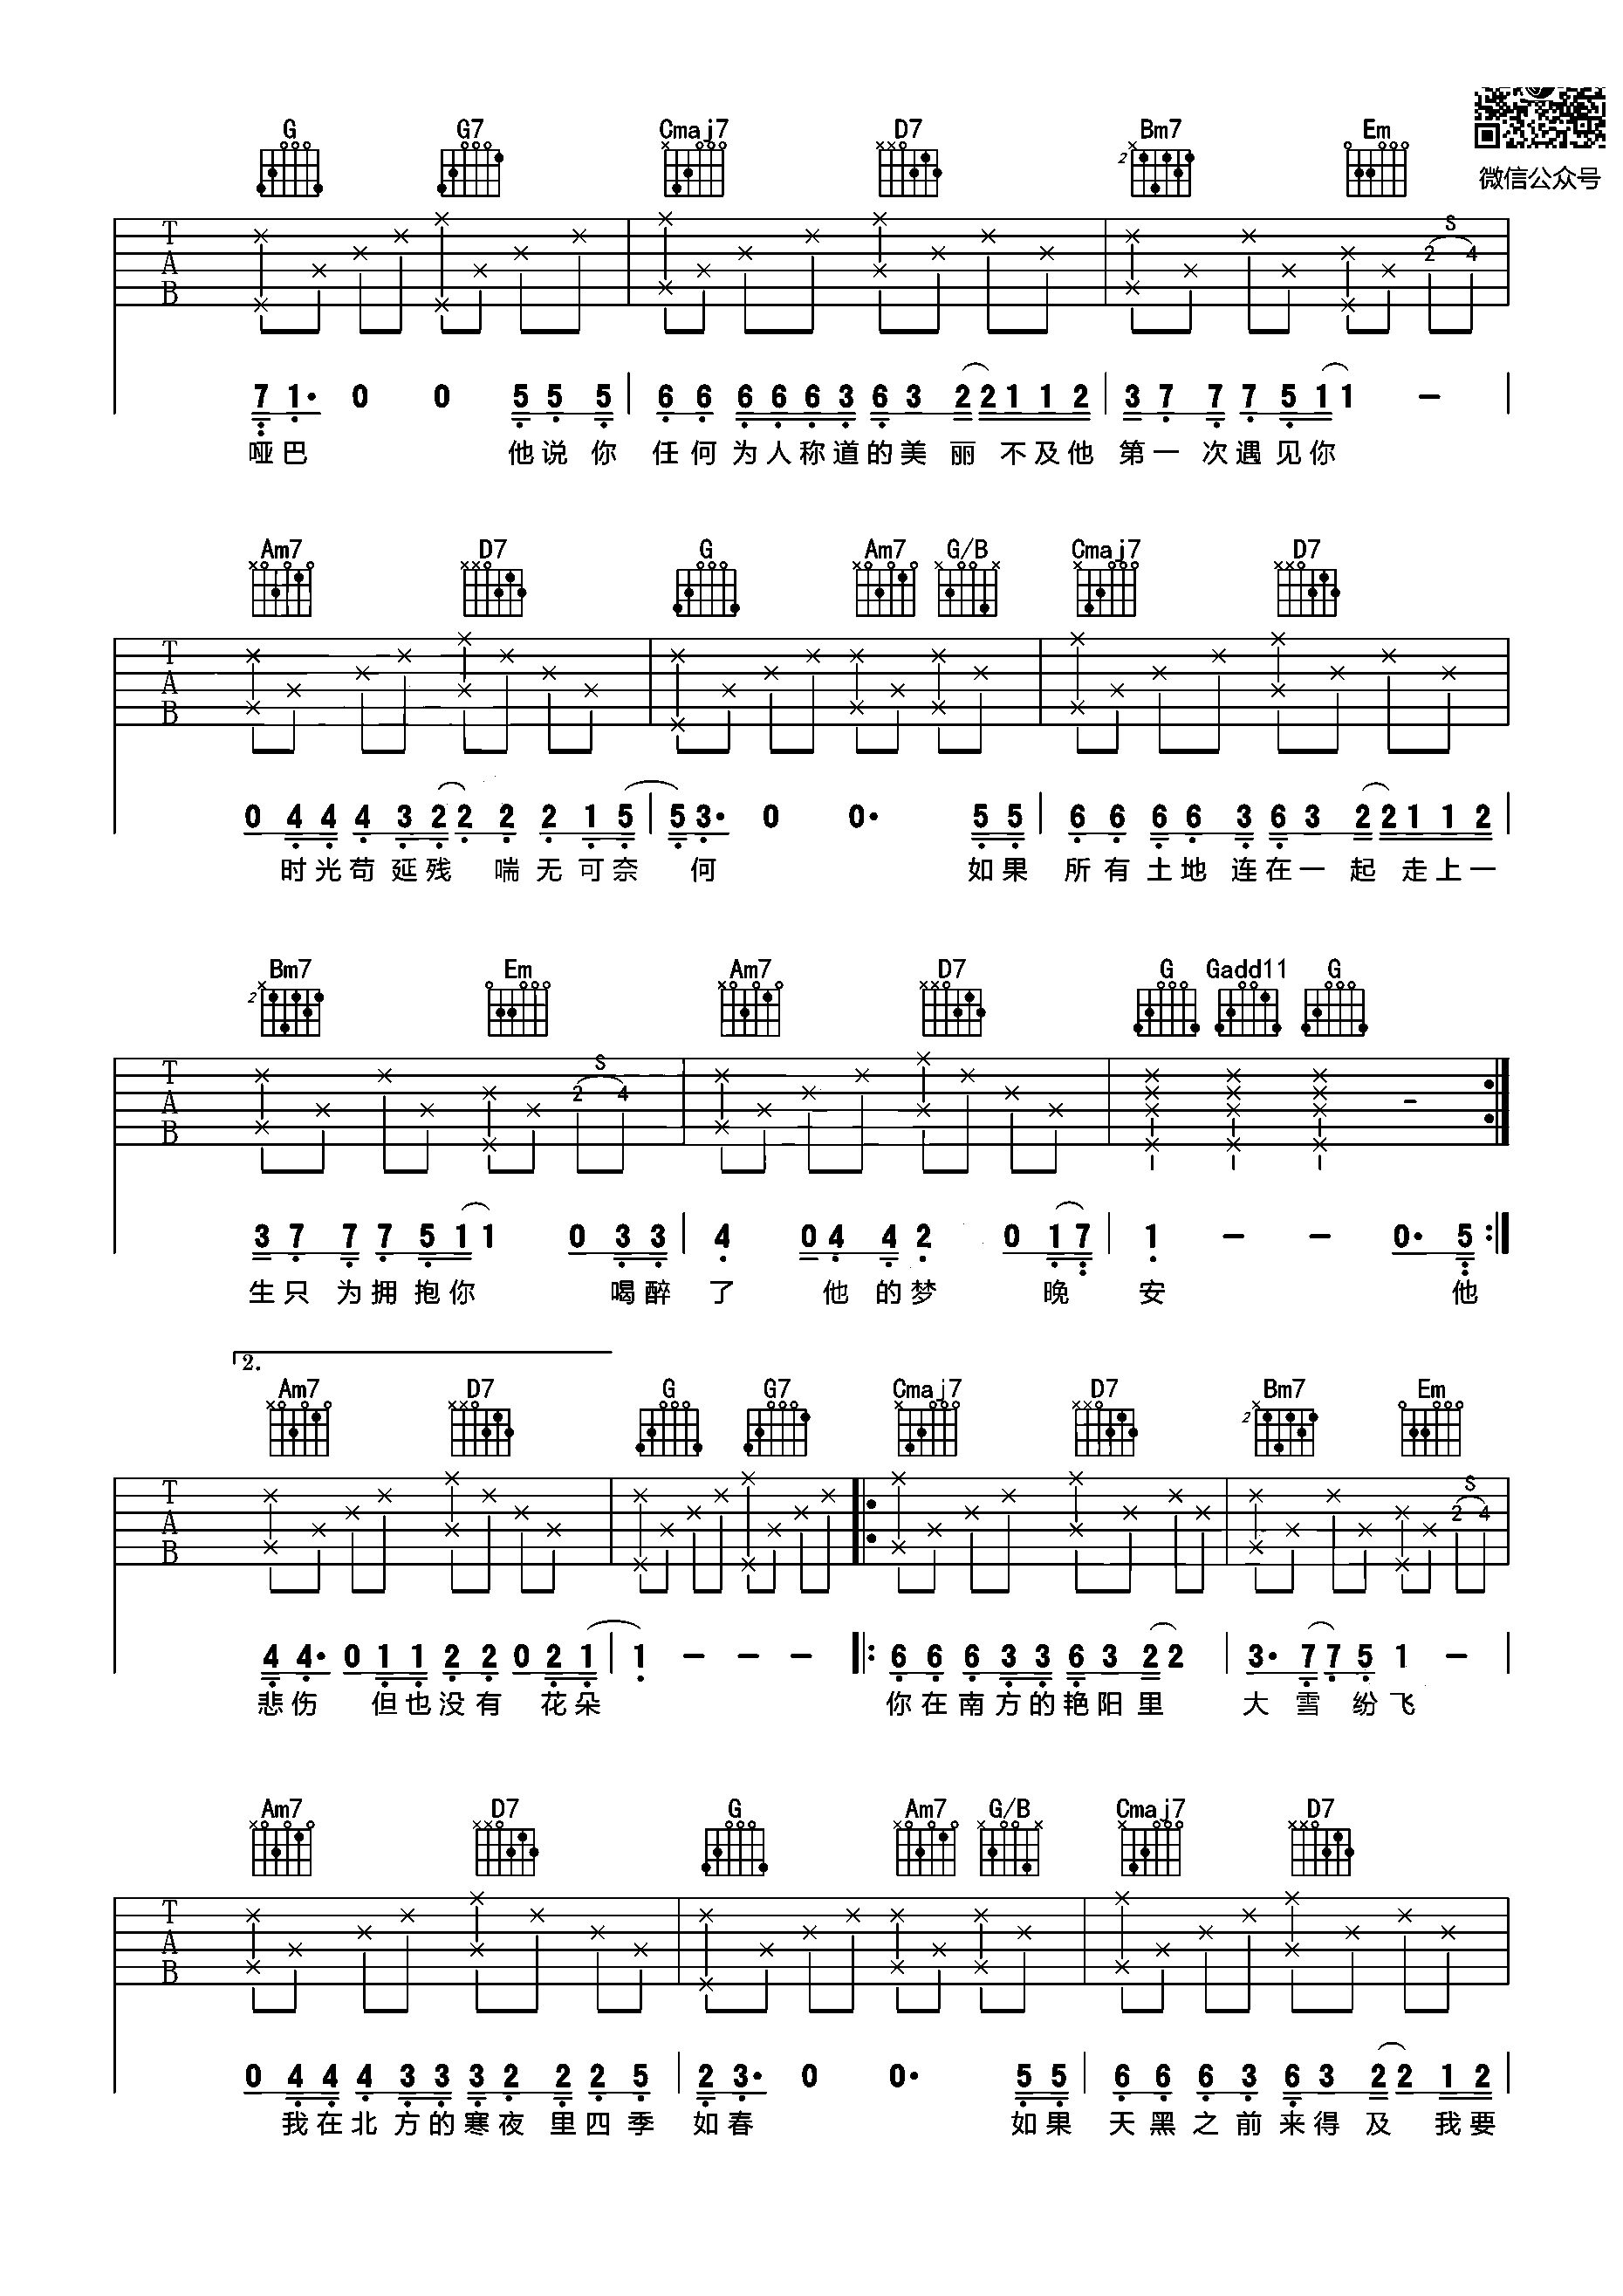 微信公众号
G G7 Cmaj7 D7 Bm7 Em
2
T A B
S
2 4
7 1· 0 0 5 5 5 | 6 6 6 6 6 3 6 3 2 2 1 1 2 | 3 7 7 7 5 1 1 – |
哑巴 他说你 任何为人称道的美丽 不及他 第一次遇见你
Am7 D7 G Am7 G/B Cmaj7 D7
T A B
0 4 4 4 3 2 2 2 2 1 5 | 5 3· 0 0· 5 5 | 6 6 6 6 3 6 3 2 2 1 1 2 |
时光苟延残 喘无可奈 何 如果 所有土地连在一起 走上一
Bm7 Em Am7 D7 G Gadd11 G
2
T A B
S
2 4
3 7 7 7 5 1 1 0 3 3 | 4 0 4 4 2 0 1 7 | 1 – – 0· 5 :|
生只为拥抱你 喝醉 了 他的梦 晚 安 他
2.
Am7 D7 G G7 Cmaj7 D7 Bm7 Em
2
T A B
S
2 4
4 4· 0 1 1 2 2 0 2 1 | 1 – – – |: 6 6 6 3 3 6 3 2 2 | 3· 7 7 5 1 – |
悲伤 但也没有 花朵 你在南方的艳阳里 大雪纷飞
Am7 D7 G Am7 G/B Cmaj7 D7
T A B
0 4 4 4 3 3 3 2 2 2 5 | 2 3· 0 0· 5 5 | 6 6 6 3 6 3 2 2 1 2 |
我在北方的寒夜里四季 如春 如果 天黑之前来得及 我要